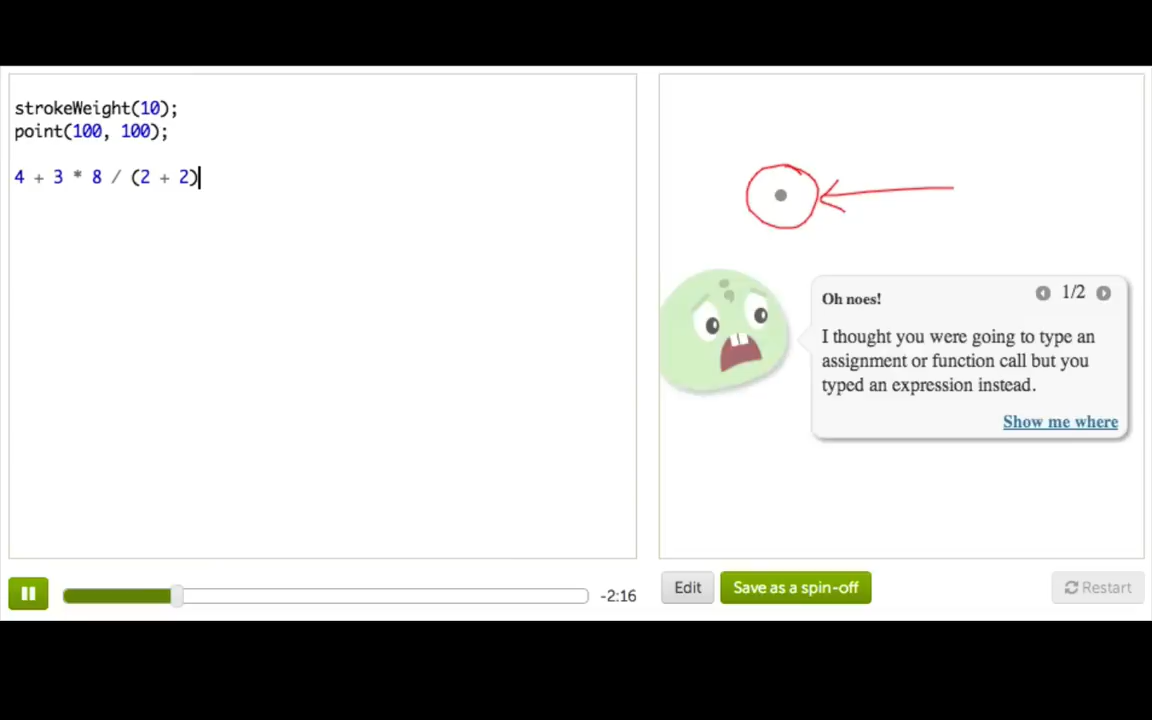 strokeWeight(10);
point(100, 100);
4 + 3 * 8 / (2 + 2)
Oh noes!
1/2
I thought you were going to type an
assignment or function call but you
typed an expression instead.
Show me where
-2:16
Edit
Save as a spin-off
Restart